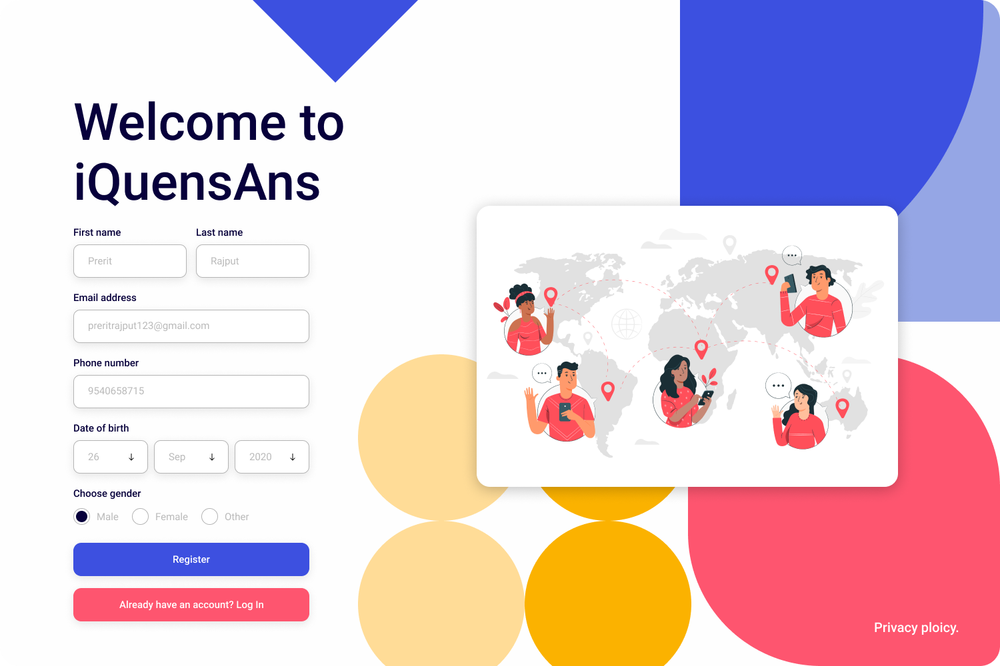 Welcome to
iQuensAns
First name Last name
Prerit Rajput
Email address
preritrajput123@gmail.com
Phone number
9540658715
Date of birth
26 Sep 2020
Choose gender
Male Female Other
Register
Already have an account? Log In
Privacy ploicy.